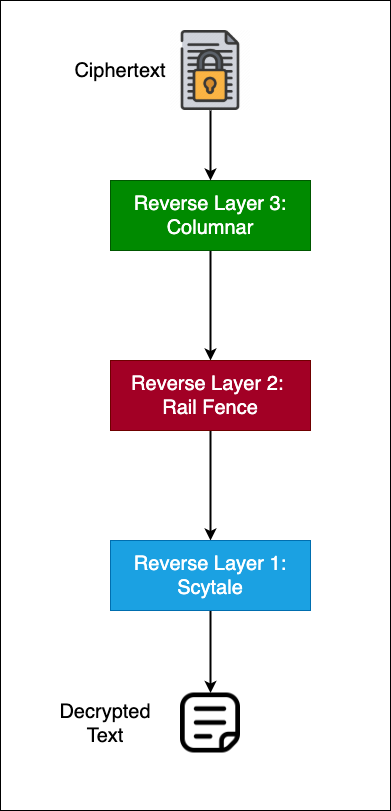 Ciphertext
Reverse Layer 3:
Columnar
Reverse Layer 2:
Rail Fence
Reverse Layer 1:
Scytale
Decrypted
Text